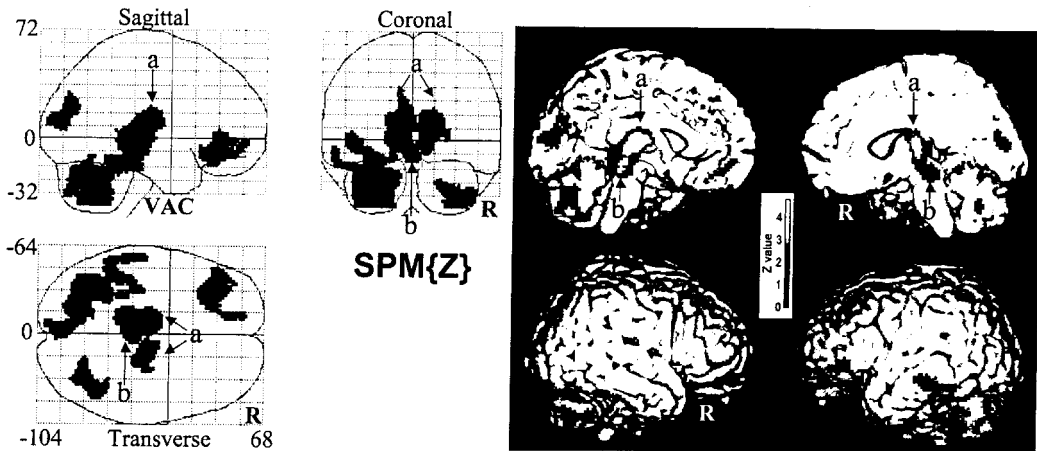 Sagittal
Coronal
72
0
-32
a
VAC
a
b
R
SPM{Z}
-64
0
-104
a
b
R
Transverse
68
a
b
a
b
R
Z value
4
3
2
1
0
R